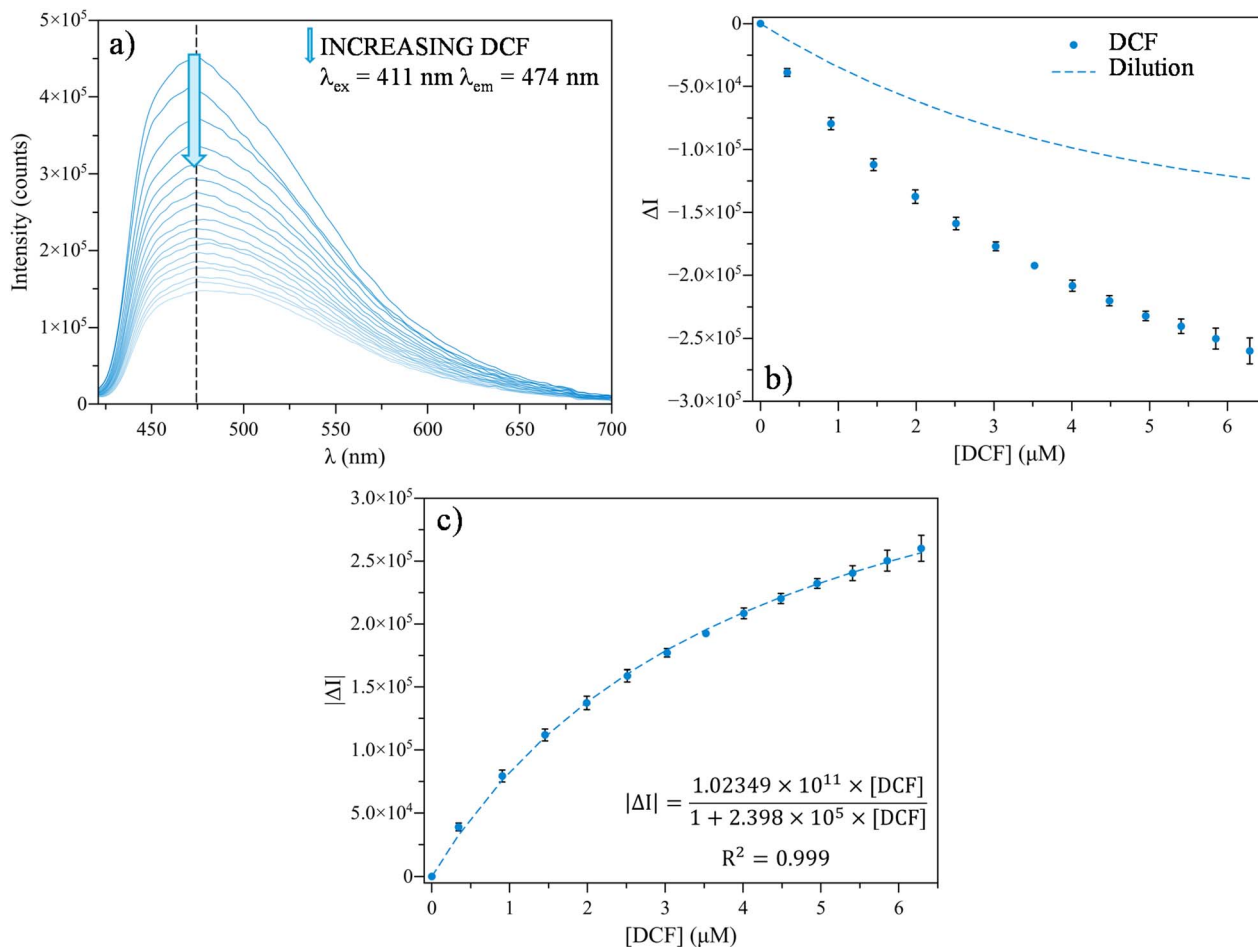 a)
INCREASING DCF
λex = 411 nm λem = 474 nm
5×10⁵
4×10⁵
3×10⁵
2×10⁵
1×10⁵
0
Intensity (counts)
450 500 550 600 650 700
λ (nm)
b)
DCF
Dilution
0
−5.0×10⁴
−1.0×10⁵
−1.5×10⁵
−2.0×10⁵
−2.5×10⁵
−3.0×10⁵
ΔI
0 1 2 3 4 5 6
[DCF] (μM)
c)
3.0×10⁵
2.5×10⁵
2.0×10⁵
1.5×10⁵
1.0×10⁵
5.0×10⁴
0
|ΔI|
|ΔI| = 1.02349 × 10¹¹ × [DCF] / 1 + 2.398 × 10⁵ × [DCF]
R² = 0.999
0 1 2 3 4 5 6
[DCF] (μM)